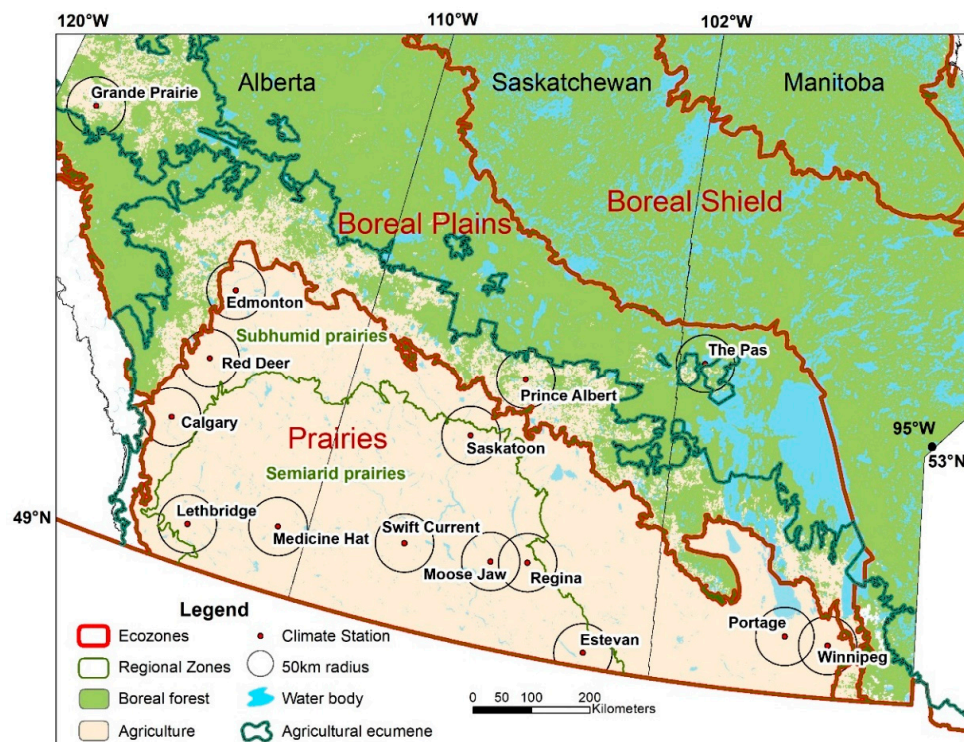 120°W
110°W
102°W
Alberta
Saskatchewan
Manitoba
Grande Prairie
Boreal Plains
Boreal Shield
Edmonton
Subhumid prairies
Red Deer
The Pas
Prince Albert
Calgary
Prairies
Saskatoon
95°W
53°N
Semiarid prairies
49°N
Lethbridge
Medicine Hat
Swift Current
Moose Jaw
Regina
Estevan
Portage
Winnipeg
Legend
Ecozones
Climate Station
Regional Zones
50km radius
Boreal forest
Water body
Agriculture
Agricultural ecumene
0 50 100 200
Kilometers